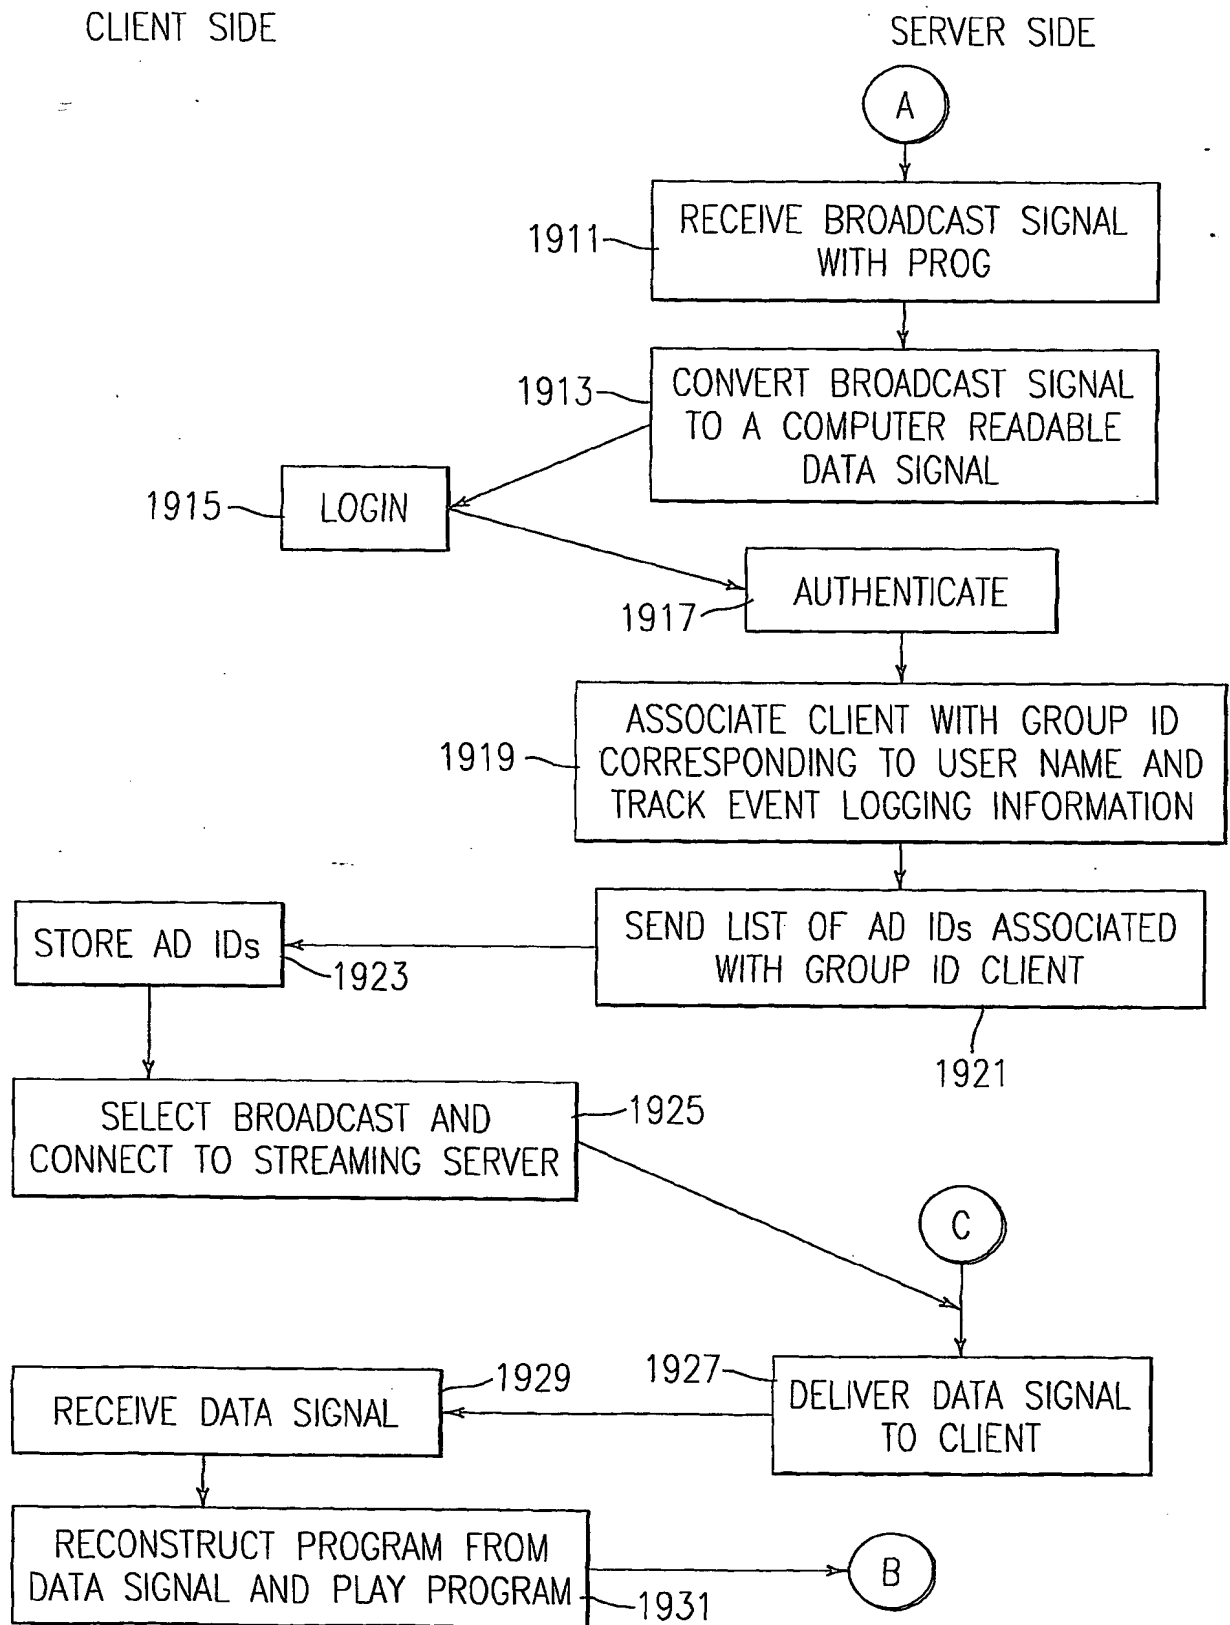 CLIENT SIDE
SERVER SIDE
A
1911
RECEIVE BROADCAST SIGNAL
WITH PROG
1913
CONVERT BROADCAST SIGNAL
TO A COMPUTER READABLE
DATA SIGNAL
1915
LOGIN
1917
AUTHENTICATE
1919
ASSOCIATE CLIENT WITH GROUP ID
CORRESPONDING TO USER NAME AND
TRACK EVENT LOGGING INFORMATION
STORE AD IDs
1923
SEND LIST OF AD IDs ASSOCIATED
WITH GROUP ID CLIENT
1921
SELECT BROADCAST AND
CONNECT TO STREAMING SERVER
1925
C
RECEIVE DATA SIGNAL
1929
1927
DELIVER DATA SIGNAL
TO CLIENT
RECONSTRUCT PROGRAM FROM
DATA SIGNAL AND PLAY PROGRAM
1931
B